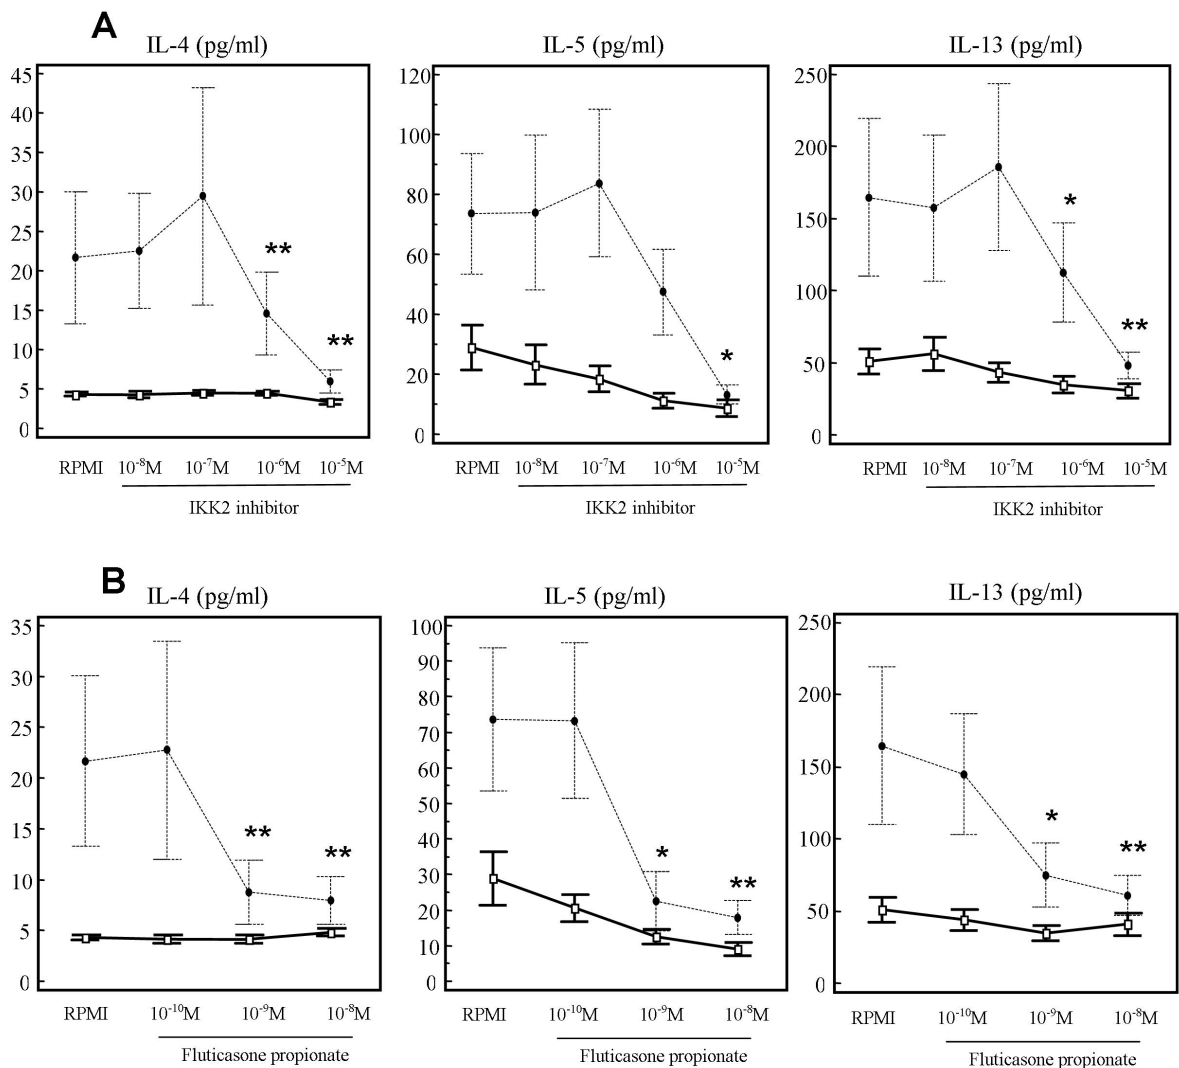 A
IL-4 (pg/ml)
IL-5 (pg/ml)
IL-13 (pg/ml)
45
40
35
30
25
20
15
10
5
0
**
**
RPMI 10⁻⁸M 10⁻⁷M 10⁻⁶M 10⁻⁵M
IKK2 inhibitor
120
100
80
60
40
20
0
*
RPMI 10⁻⁸M 10⁻⁷M 10⁻⁶M 10⁻⁵M
IKK2 inhibitor
250
200
150
100
50
0
*
**
RPMI 10⁻⁸M 10⁻⁷M 10⁻⁶M 10⁻⁵M
IKK2 inhibitor
B
IL-4 (pg/ml)
IL-5 (pg/ml)
IL-13 (pg/ml)
35
30
25
20
15
10
5
0
**
**
RPMI 10⁻¹⁰M 10⁻⁹M 10⁻⁸M
Fluticasone propionate
100
90
80
70
60
50
40
30
20
10
0
*
**
RPMI 10⁻¹⁰M 10⁻⁹M 10⁻⁸M
Fluticasone propionate
250
200
150
100
50
0
*
**
RPMI 10⁻¹⁰M 10⁻⁹M 10⁻⁸M
Fluticasone propionate